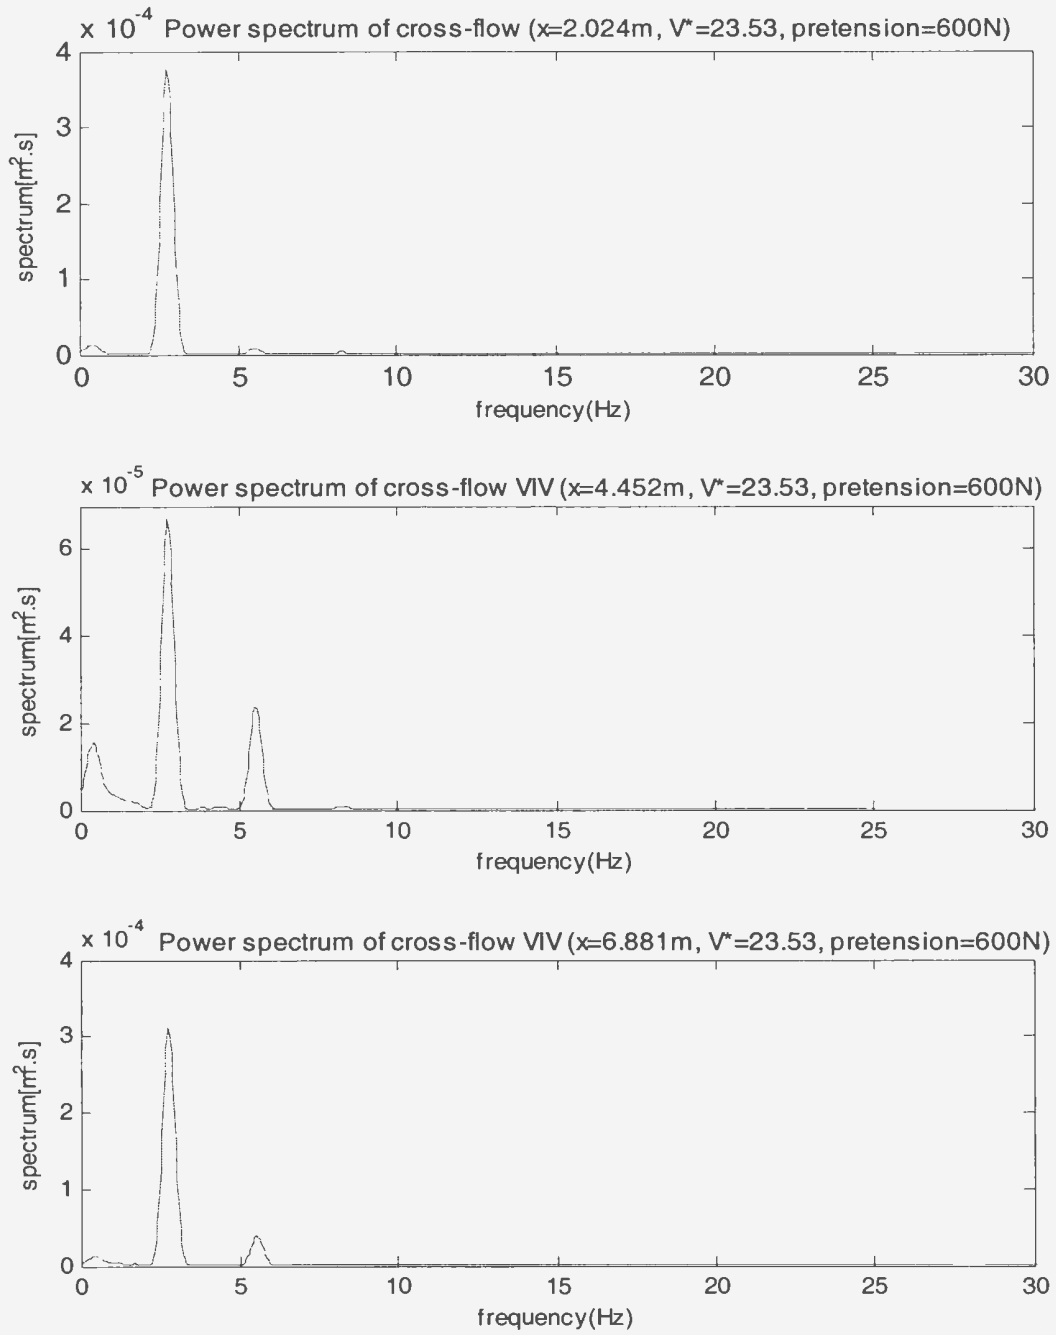 x 10-4 Power spectrum of cross-flow (x=2.024m, V*=23.53, pretension=600N)
4
3
2
1
0
spectrum[m2.s]
0 5 10 15 20 25 30
frequency(Hz)
x 10-5 Power spectrum of cross-flow VIV (x=4.452m, V*=23.53, pretension=600N)
6
4
2
0
spectrum[m2.s]
0 5 10 15 20 25 30
frequency(Hz)
x 10-4 Power spectrum of cross-flow VIV (x=6.881m, V*=23.53, pretension=600N)
4
3
2
1
0
spectrum[m2.s]
0 5 10 15 20 25 30
frequency(Hz)